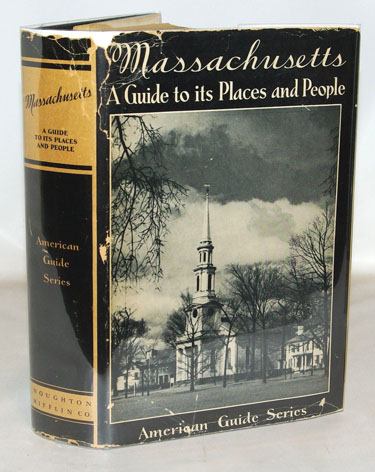 Massachusetts
A GUIDE
TO ITS PLACES
AND PEOPLE
American
Guide
Series
HOUGHTON
MIFFLIN CO.
Massachusetts
A Guide to its Places and People
American Guide Series